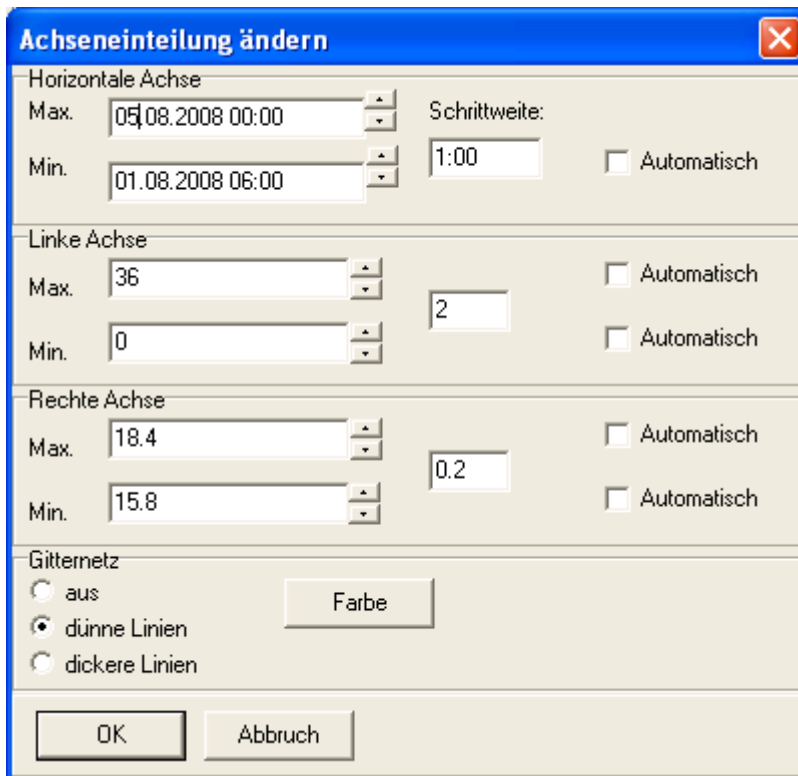 Achseneinteilung ändern
Horizontale Achse
Max.
05.08.2008 00:00
Schrittweite:
Min.
01.08.2008 06:00
1:00
Automatisch
Linke Achse
Max.
36
Automatisch
2
Min.
0
Automatisch
Rechte Achse
Max.
18.4
Automatisch
0.2
Min.
15.8
Automatisch
Gitternetz
aus
Farbe
dünne Linien
dickere Linien
OK
Abbruch